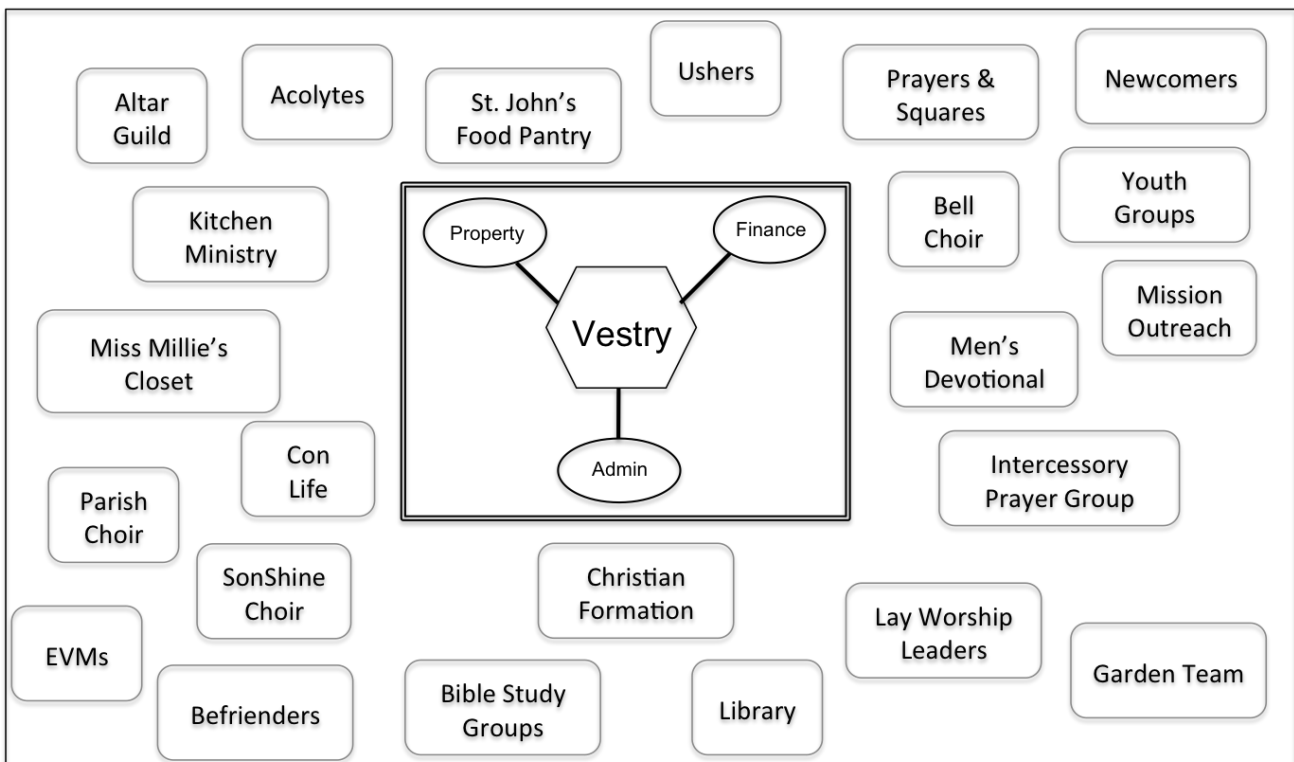 Altar
Guild
Acolytes
St. John’s
Food Pantry
Ushers
Prayers &
Squares
Newcomers
Kitchen
Ministry
Property
Finance
Vestry
Admin
Bell
Choir
Youth
Groups
Mission
Outreach
Miss Millie’s
Closet
Men’s
Devotional
Con
Life
Intercessory
Prayer Group
Parish
Choir
SonShine
Choir
Christian
Formation
Lay Worship
Leaders
EVMs
Garden Team
Befrienders
Bible Study
Groups
Library